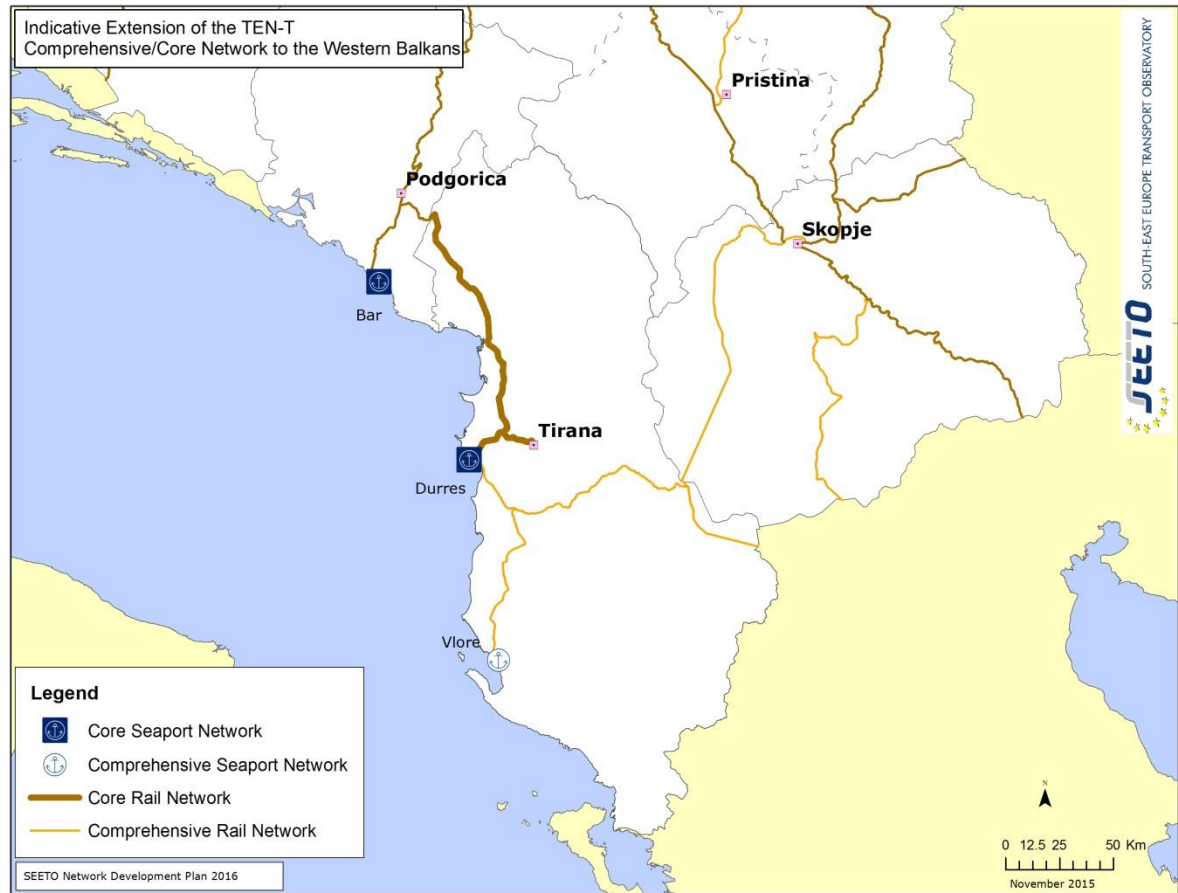 Indicative Extension of the TEN-T
Comprehensive/Core Network to the Western Balkans
Pristina
Podgorica
Skopje
Bar
Tirana
Durres
Vlore
SEETO SOUTH-EAST EUROPE TRANSPORT OBSERVATORY
Legend
Core Seaport Network
Comprehensive Seaport Network
Core Rail Network
Comprehensive Rail Network
SEETO Network Development Plan 2016
N
0 12.5 25 50 Km
November 2015